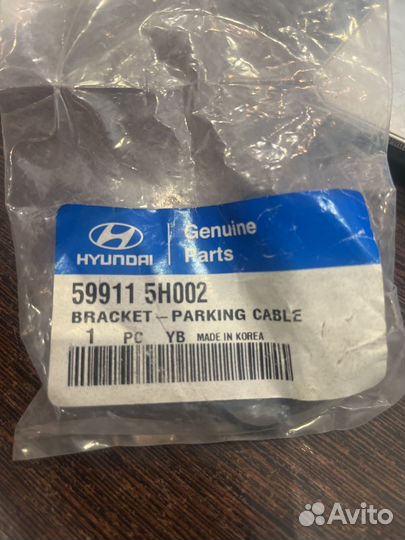 HYUNDAI
Genuine
Parts
59911 5H002
BRACKET-PARKING CABLE
1 PC YB MADE IN KOREA
Avito